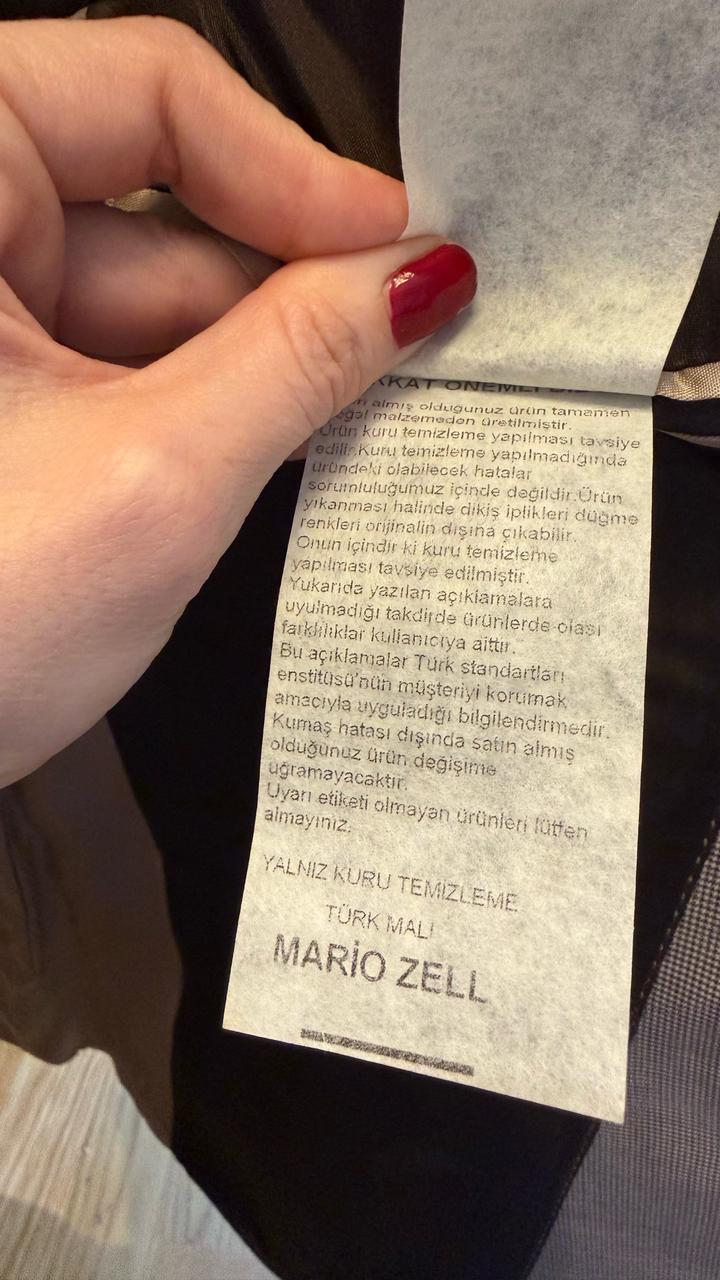 ÖNEMLİ
almış olduğunuz ürün tamamen
malzemeden üretilmiştir.
Ürün kuru temizleme yapılması tavsiye
edilir.Kuru temizleme yapılmadığında
üründeki olabilecek hatalar
sorumluluğumuz içinde değildir.Ürün
yıkanması halinde dikiş iplikleri düğme
renkleri orijinalin dışına çıkabilir.
Onun içindir ki kuru temizleme
yapılması tavsiye edilmiştir.
Yukarıda yazılan açıklamalara
uyulmadığı takdirde ürünlerde olası
farklılıklar kullanıcıya aittir.
Bu açıklamalar Türk standartları
enstitüsü'nün müşteriyi korumak
amacıyla uyguladığı bilgilendirmedir.
Kumaş hatası dışında satın almış
olduğunuz ürün değişime
uğramayacaktır.
Uyarı etiketi olmayan ürünleri lütfen
almayınız.
YALNIZ KURU TEMİZLEME
TÜRK MALI
MARİO ZELL